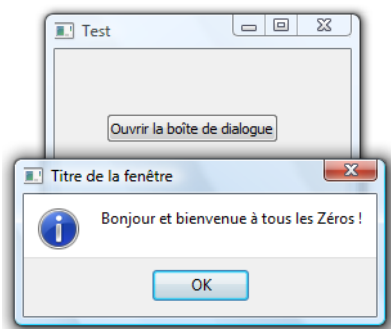 Test
Ouvrir la boîte de dialogue
Titre de la fenêtre
Bonjour et bienvenue à tous les Zéros !
OK